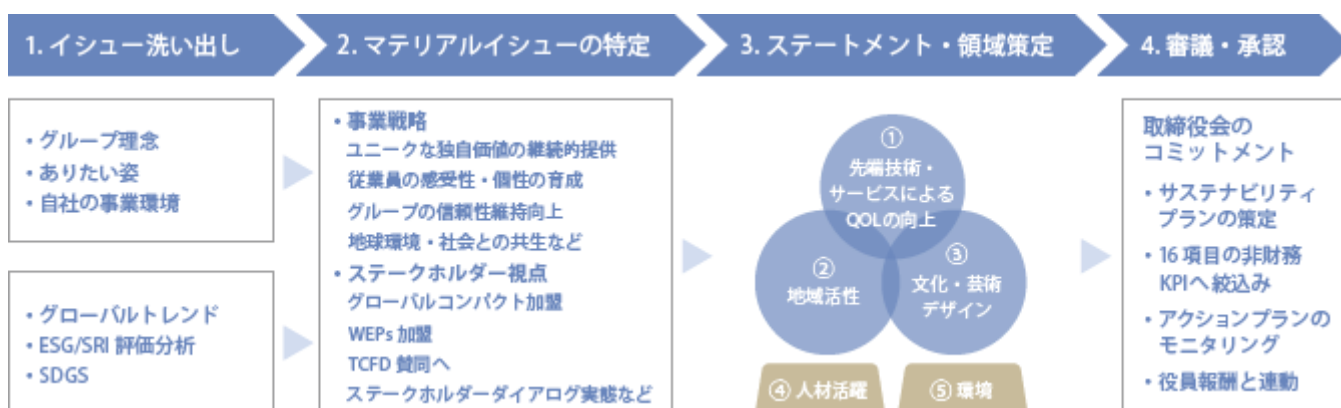 1. イシュー洗い出し
2. マテリアルイシューの特定
3. ステートメント・領域策定
4. 審議・承認
・グループ理念
・ありたい姿
・自社の事業環境
・グローバルトレンド
・ESG/SRI 評価分析
・SDGS
・事業戦略
ユニークな独自価値の継続的提供
従業員の感受性・個性の育成
グループの信頼性維持向上
地球環境・社会との共生など
・ステークホルダー視点
グローバルコンパクト加盟
WEPs 加盟
TCFD 賛同へ
ステークホルダーダイアログ実態など
①
先端技術・
サービスによる
QOLの向上
②
地域活性
③
文化・芸術
デザイン
④ 人材活躍
⑤ 環境
取締役会の
コミットメント
・サステナビリティ
プランの策定
・16 項目の非財務
KPIへ絞込み
・アクションプランの
モニタリング
・役員報酬と連動